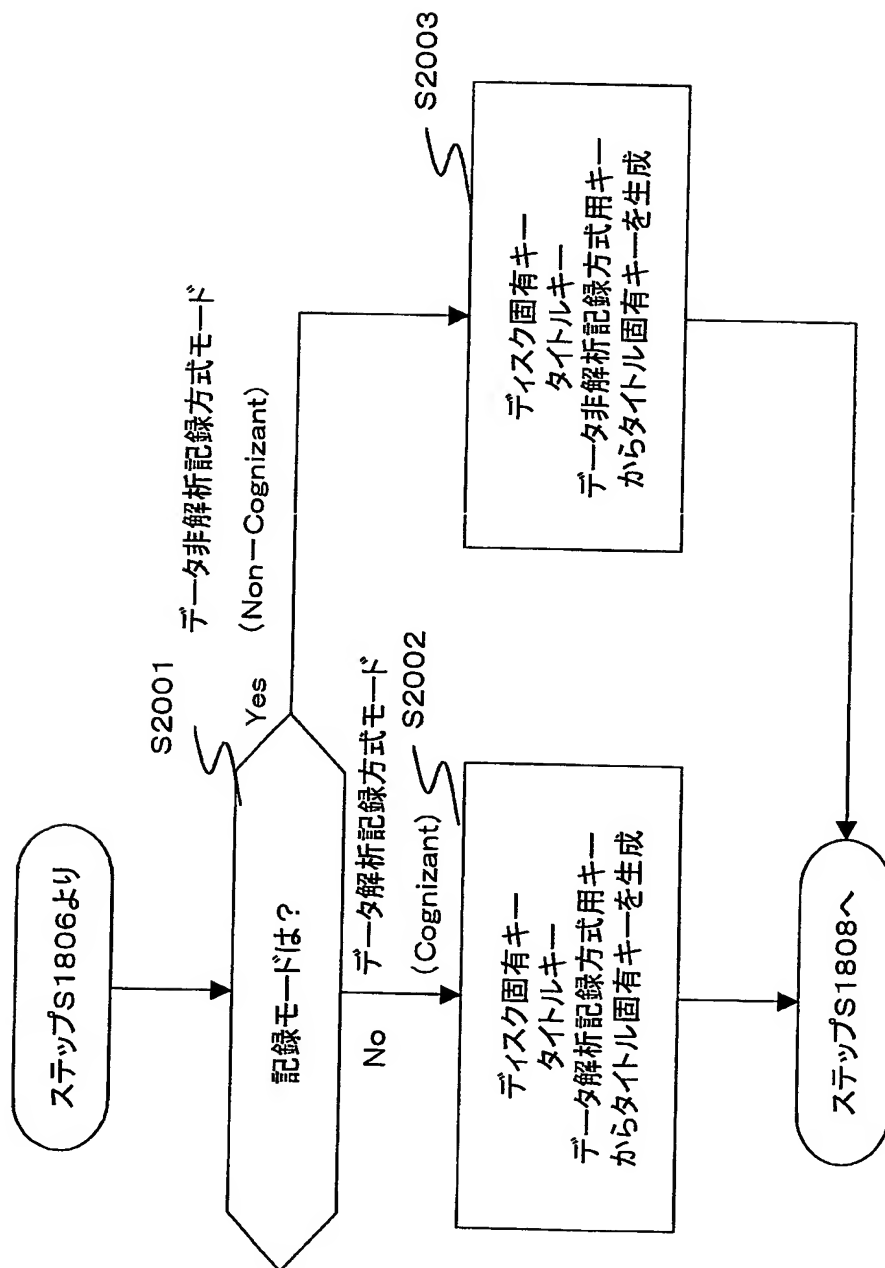 ステップS1806より
S2001
記録モードは?
Yes
データ非解析記録方式モード
(Non-Cognizant)
No
データ解析記録方式モード
(Cognizant)
S2002
ディスク固有キー
タイトルキー
データ解析記録方式用キー
からタイトル固有キーを生成
S2003
ディスク固有キー
タイトルキー
データ非解析記録方式用キー
からタイトル固有キーを生成
ステップS1808へ